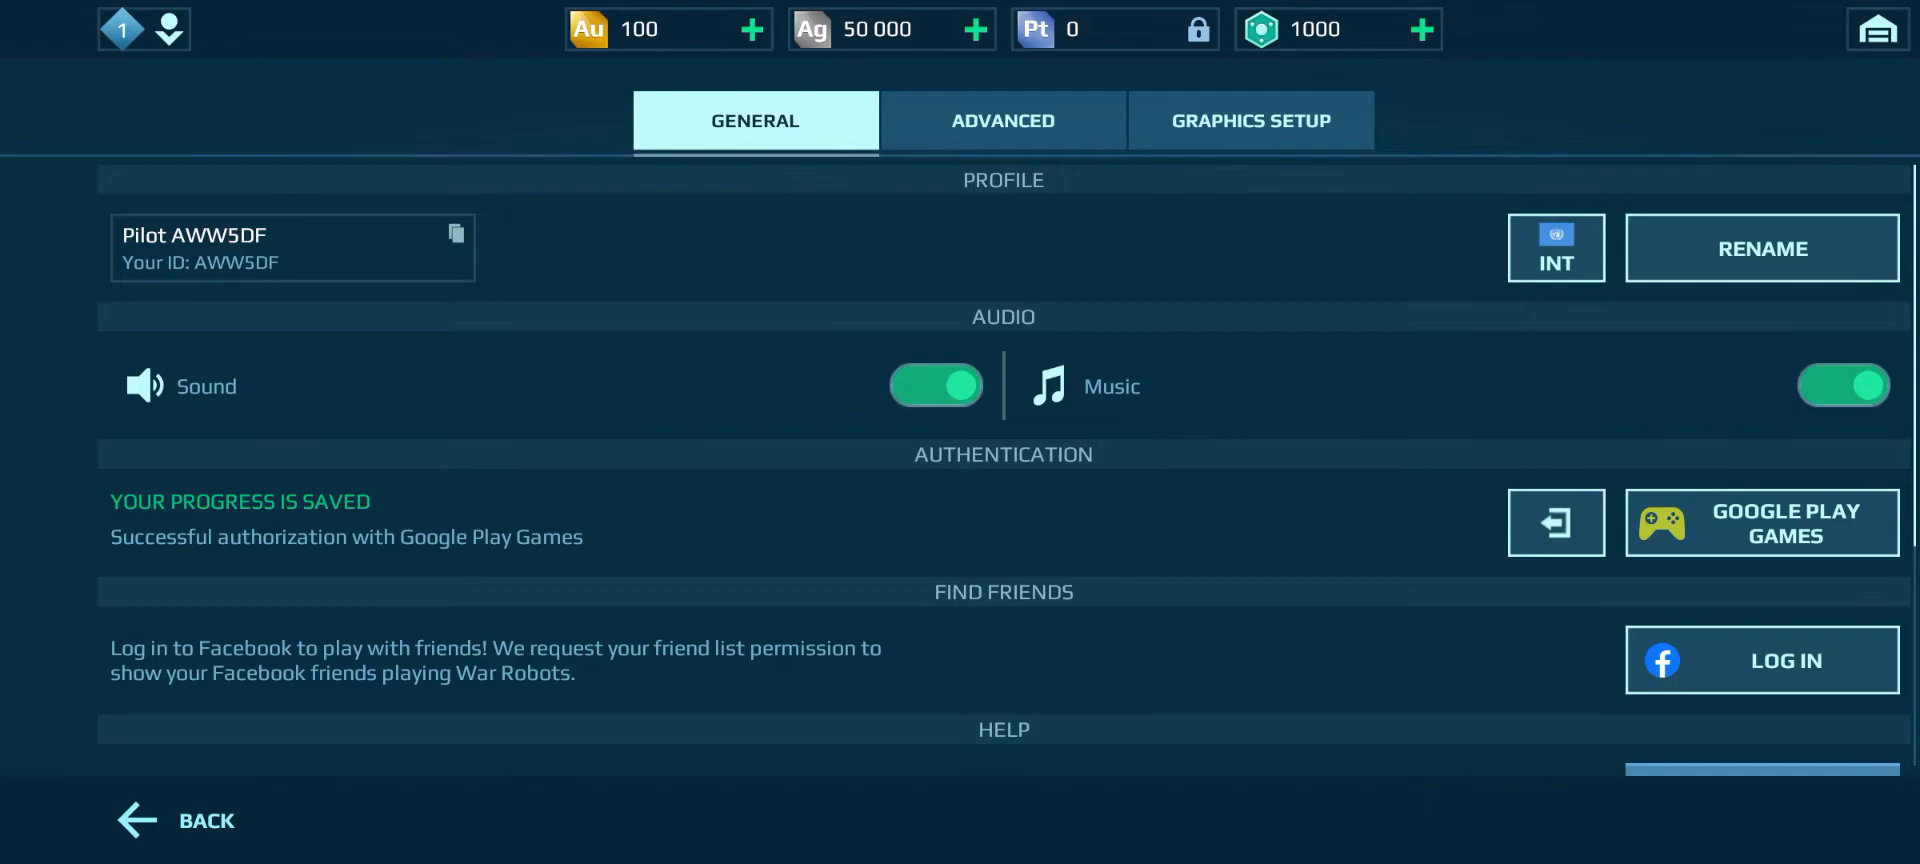 1
Au 100
Ag 50 000
Pt 0
1000
GENERAL
ADVANCED
GRAPHICS SETUP
PROFILE
Pilot AWW5DF
Your ID: AWW5DF
INT
RENAME
AUDIO
Sound
Music
AUTHENTICATION
YOUR PROGRESS IS SAVED
Successful authorization with Google Play Games
GOOGLE PLAY
GAMES
FIND FRIENDS
Log in to Facebook to play with friends! We request your friend list permission to
show your Facebook friends playing War Robots.
LOG IN
HELP
BACK